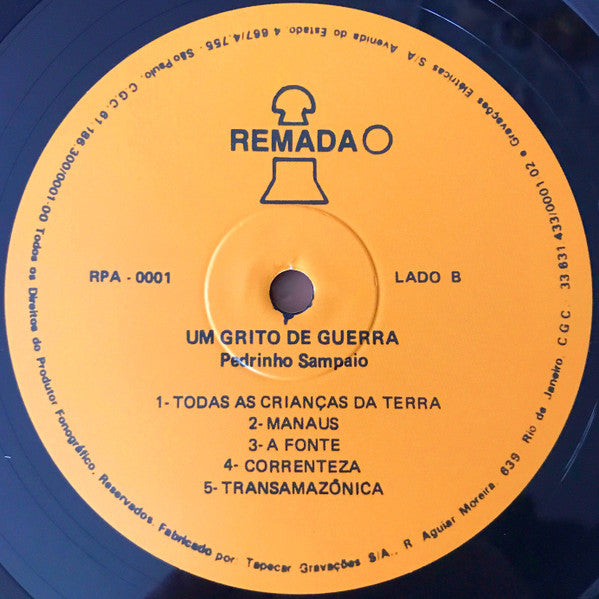 REMADA
RPA - 0001
LADO B
UM GRITO DE GUERRA
Pedrinho Sampaio
1- TODAS AS CRIANÇAS DA TERRA
2- MANAUS
3- A FONTE
4- CORRENTEZA
5- TRANSAMAZÔNICA
Todos os Direitos do Produtor Fonográfico. Reservados. Fabricado por Tapecar Gravações S/A., R. Aguiar Moreira, 639 Rio de Janeiro. C G C 33 631 433/0001 02 e Gravações Elétricas S/A Avenida do Estado 4 667/4.755 - São Paulo. C.G.C. 61 186 300/0001-00